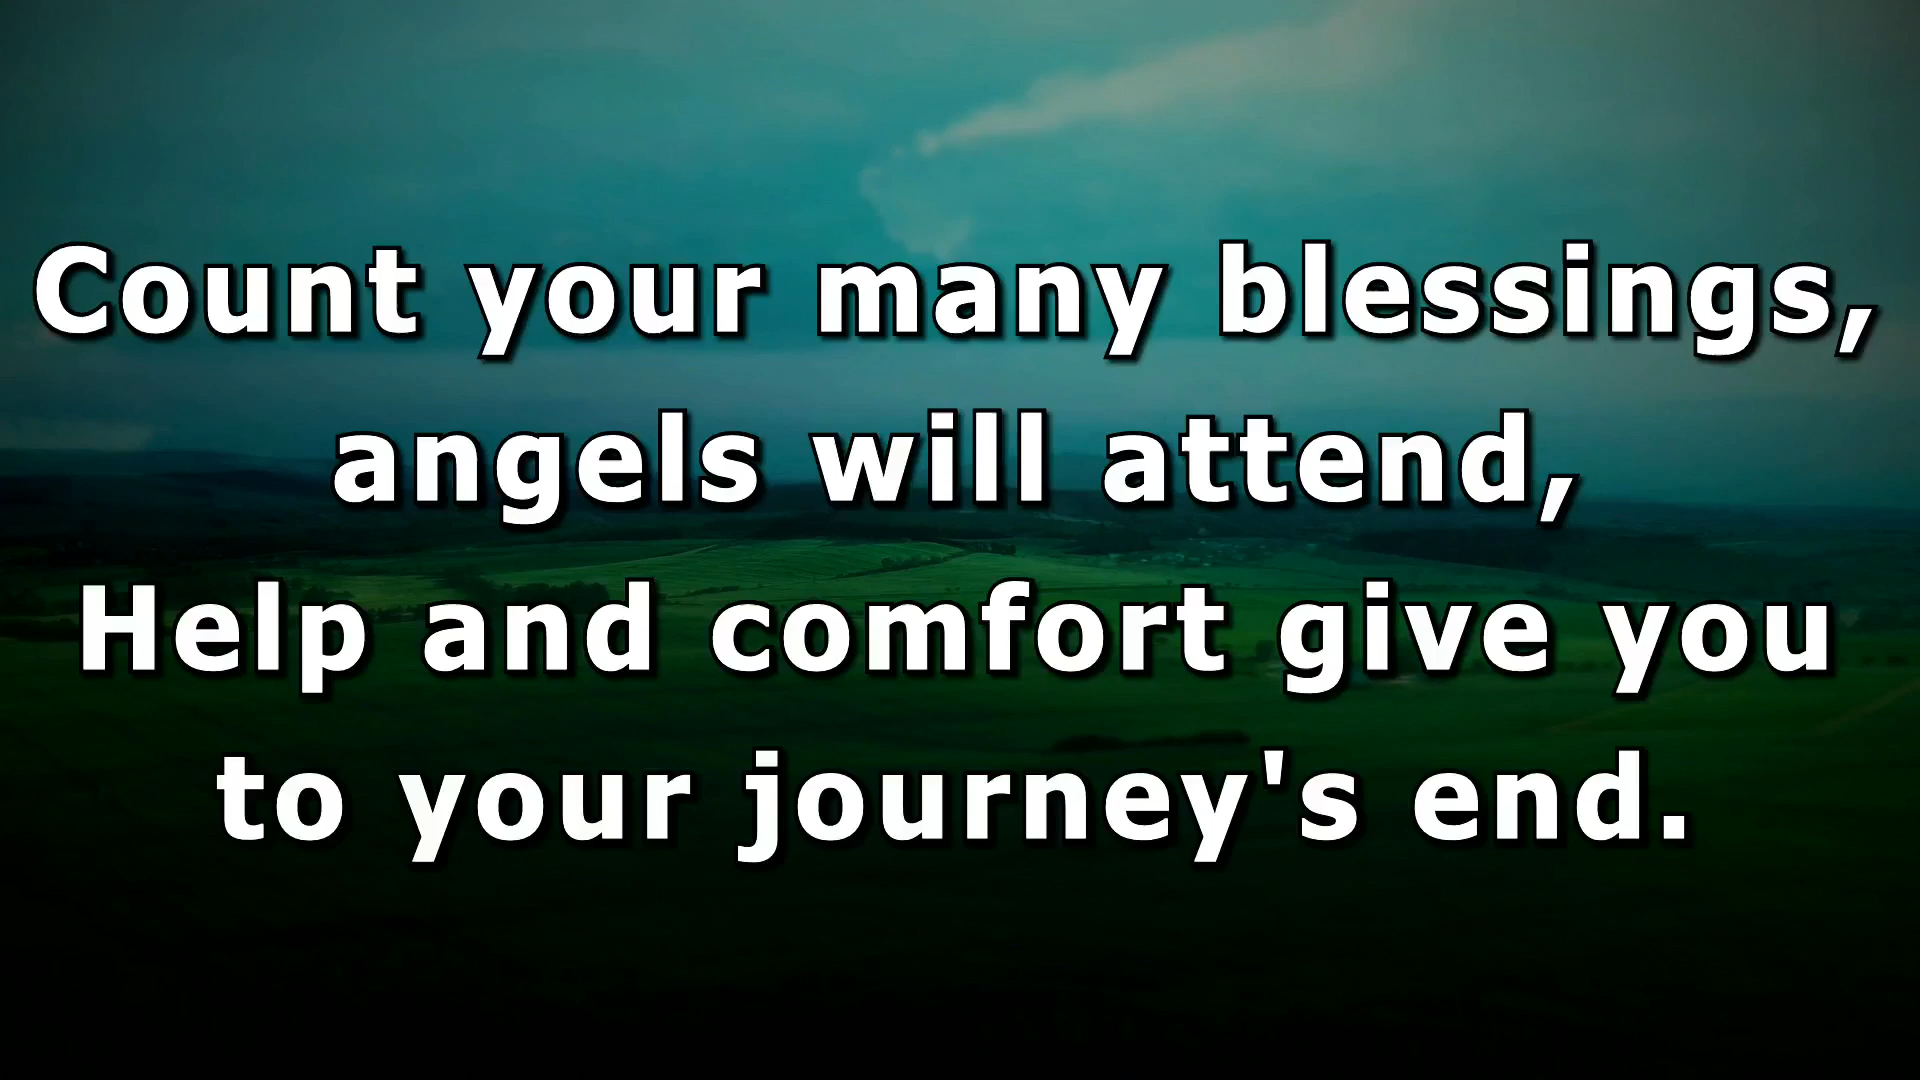 Count your many blessings,
angels will attend,
Help and comfort give you
to your journey's end.